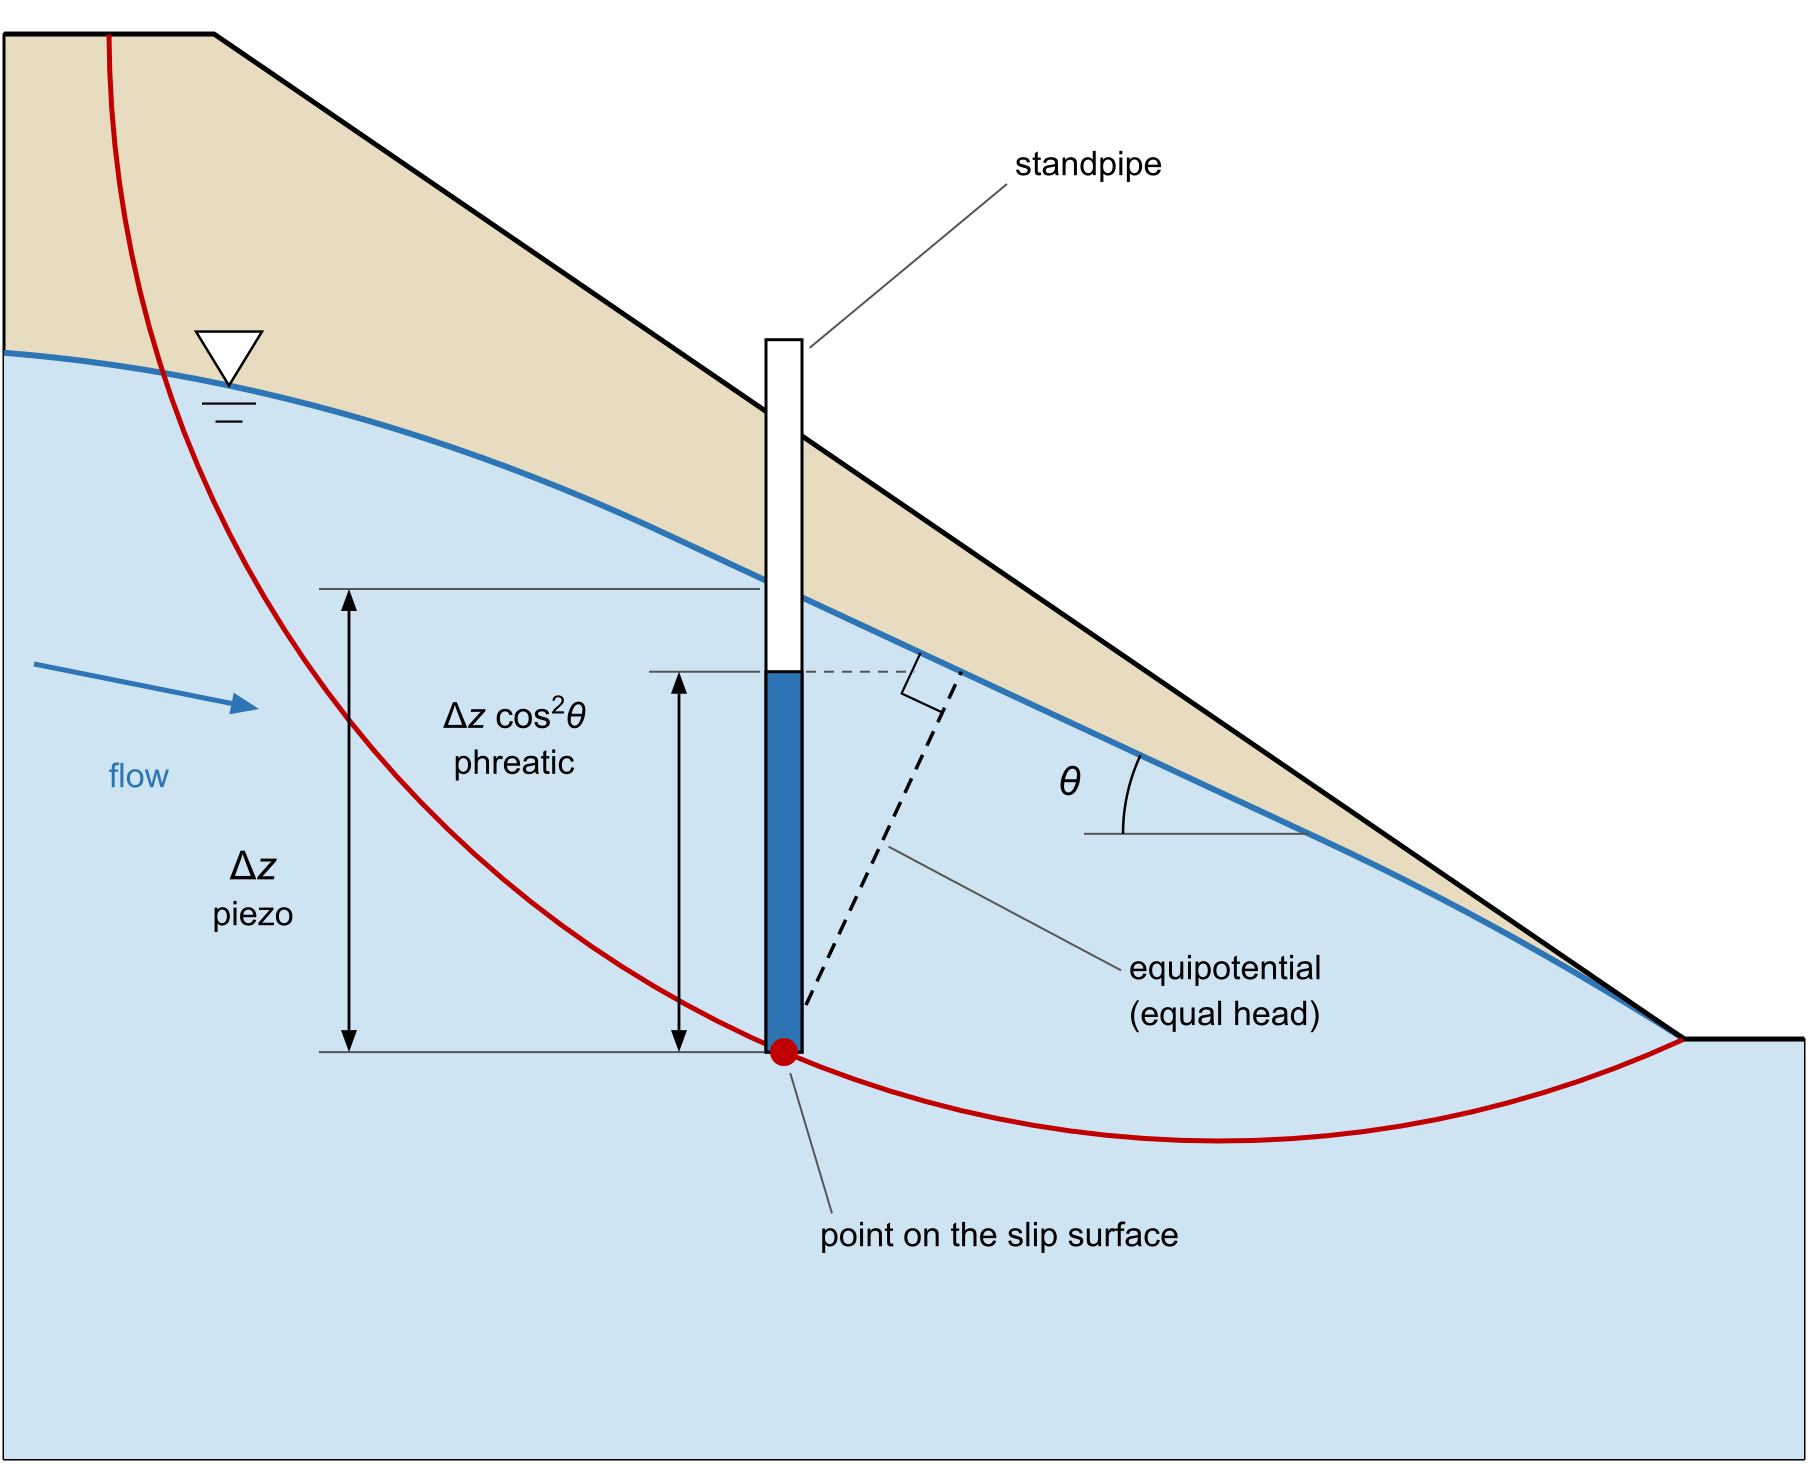 standpipe
Δz cos²θ
phreatic
flow
θ
Δz
piezo
equipotential
(equal head)
point on the slip surface